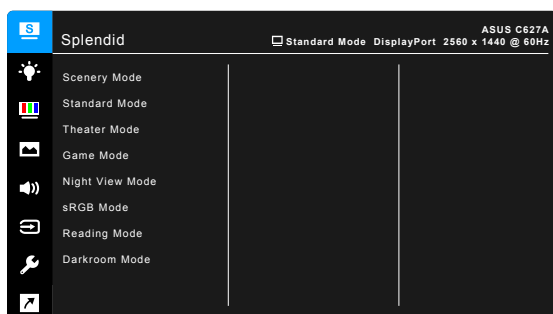 S
ASUS C627A
Splendid
Standard Mode DisplayPort 2560 x 1440 @ 60Hz
Scenery Mode
Standard Mode
Theater Mode
Game Mode
Night View Mode
sRGB Mode
Reading Mode
Darkroom Mode